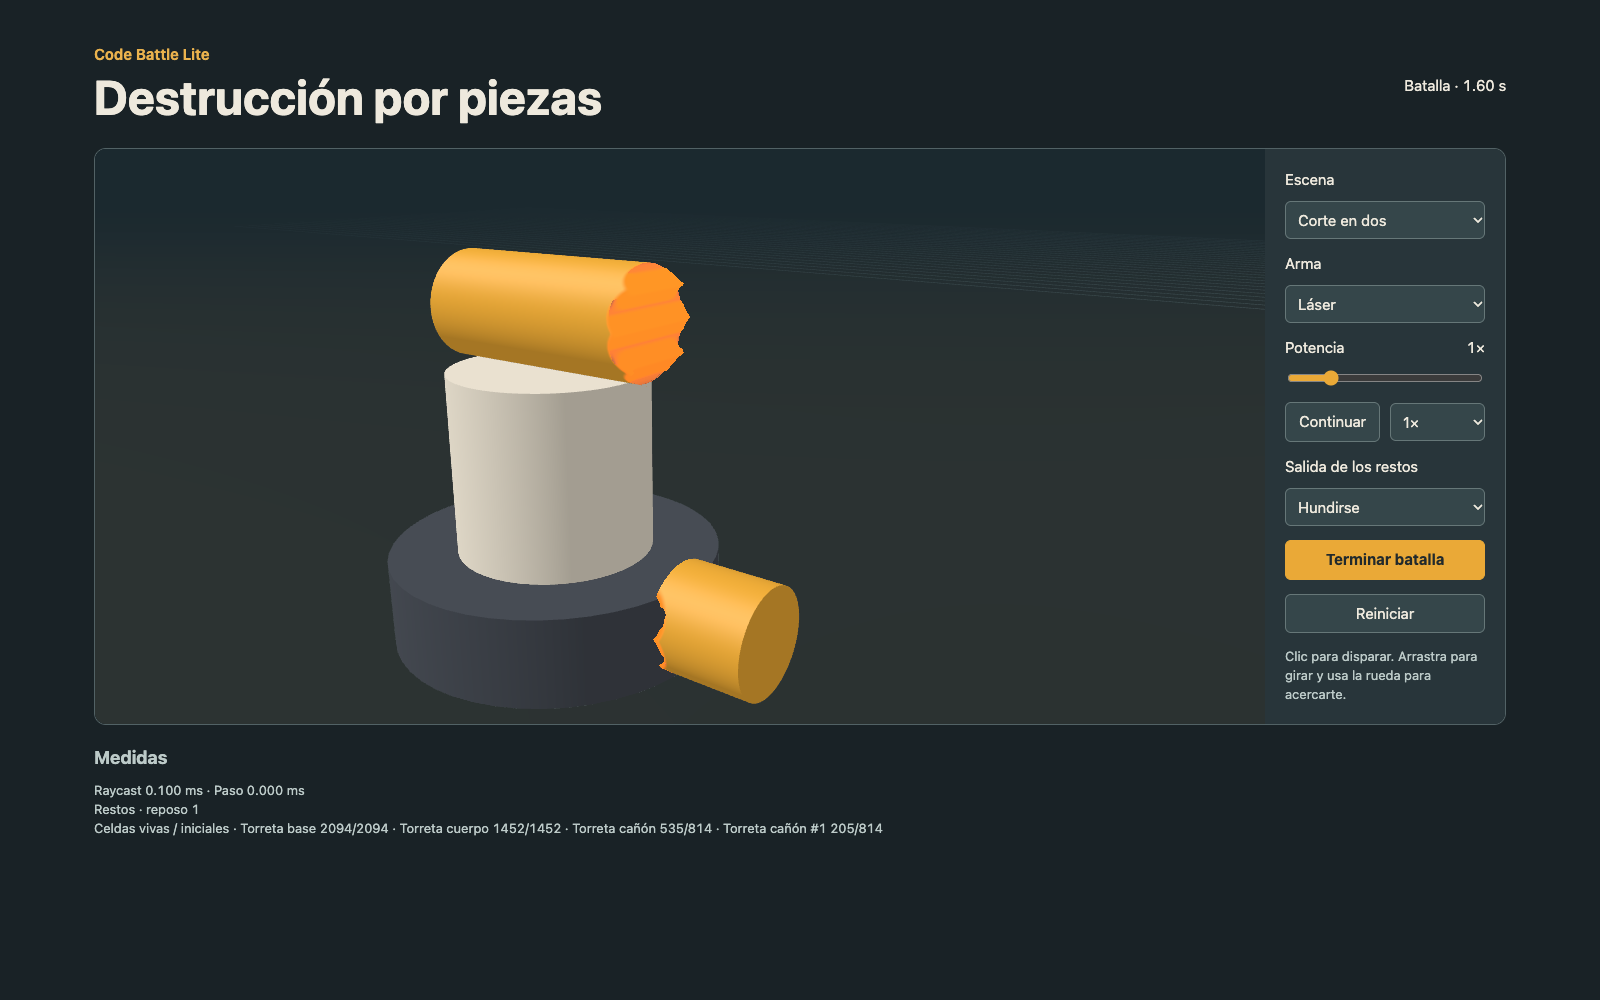 Code Battle Lite
Destrucción por piezas
Batalla · 1.60 s
Escena
Corte en dos
Arma
Láser
Potencia 1×
Continuar 1×
Salida de los restos
Hundirse
Terminar batalla
Reiniciar
Clic para disparar. Arrastra para
girar y usa la rueda para
acercarte.
Medidas
Raycast 0.100 ms · Paso 0.000 ms
Restos · reposo 1
Celdas vivas / iniciales · Torreta base 2094/2094 · Torreta cuerpo 1452/1452 · Torreta cañón 535/814 · Torreta cañón #1 205/814